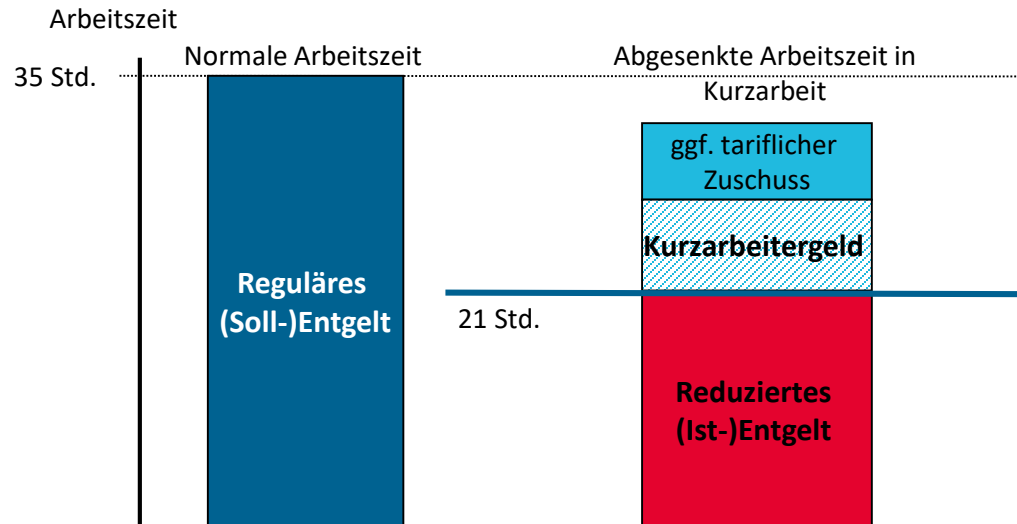 Arbeitszeit
Normale Arbeitszeit
Abgesenkte Arbeitszeit in
Kurzarbeit
35 Std.
ggf. tariflicher
Zuschuss
Kurzarbeitergeld
Reguläres
(Soll-)Entgelt
21 Std.
Reduziertes
(Ist-)Entgelt